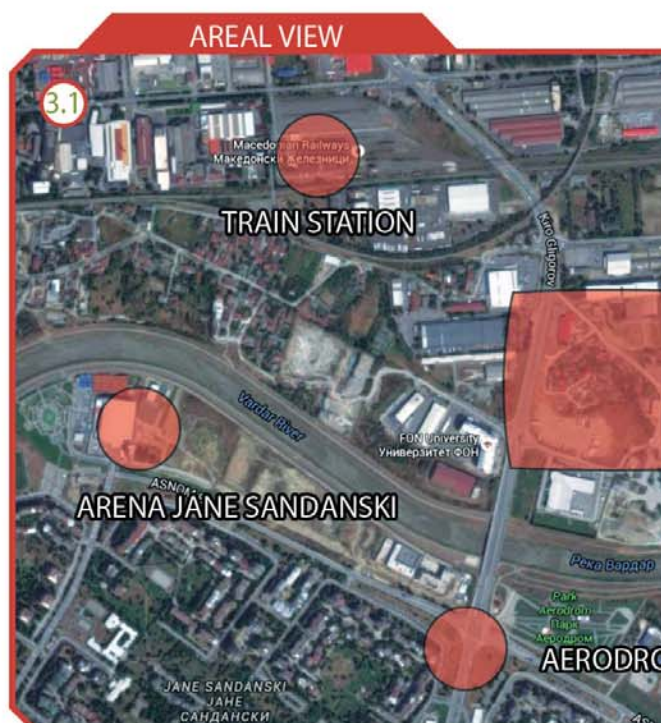 AREAL VIEW
3.1
Macedonian Railways
Македонски Железници
TRAIN STATION
Kiro Gligorov
Vardar River
FON University
Универзитет ФОН
ARENA JANE SANDANSKI
Река Вардар
Park
Aerodrom
Парк
Аеродром
JANE SANDANSKI
ЈАНЕ
САНДАНСКИ